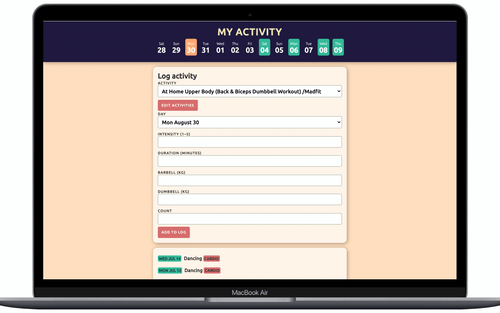 MY ACTIVITY
Sat Sun Mon Tue Wed Thu Fri Sat Sun Mon Tue Wed Thu
28 29 30 31 01 02 03 04 05 06 07 08 09
Log activity
ACTIVITY
At Home Upper Body (Back & Biceps Dumbbell Workout) /Madfit
EDIT ACTIVITIES
DAY
Mon August 30
INTENSITY (1-5)
DURATION (MINUTES)
BARBELL (KG)
DUMBBELL (KG)
COUNT
ADD TO LOG
WED JUL Dancing CARDIO
MON JUL Dancing CARDIO
MacBook Air